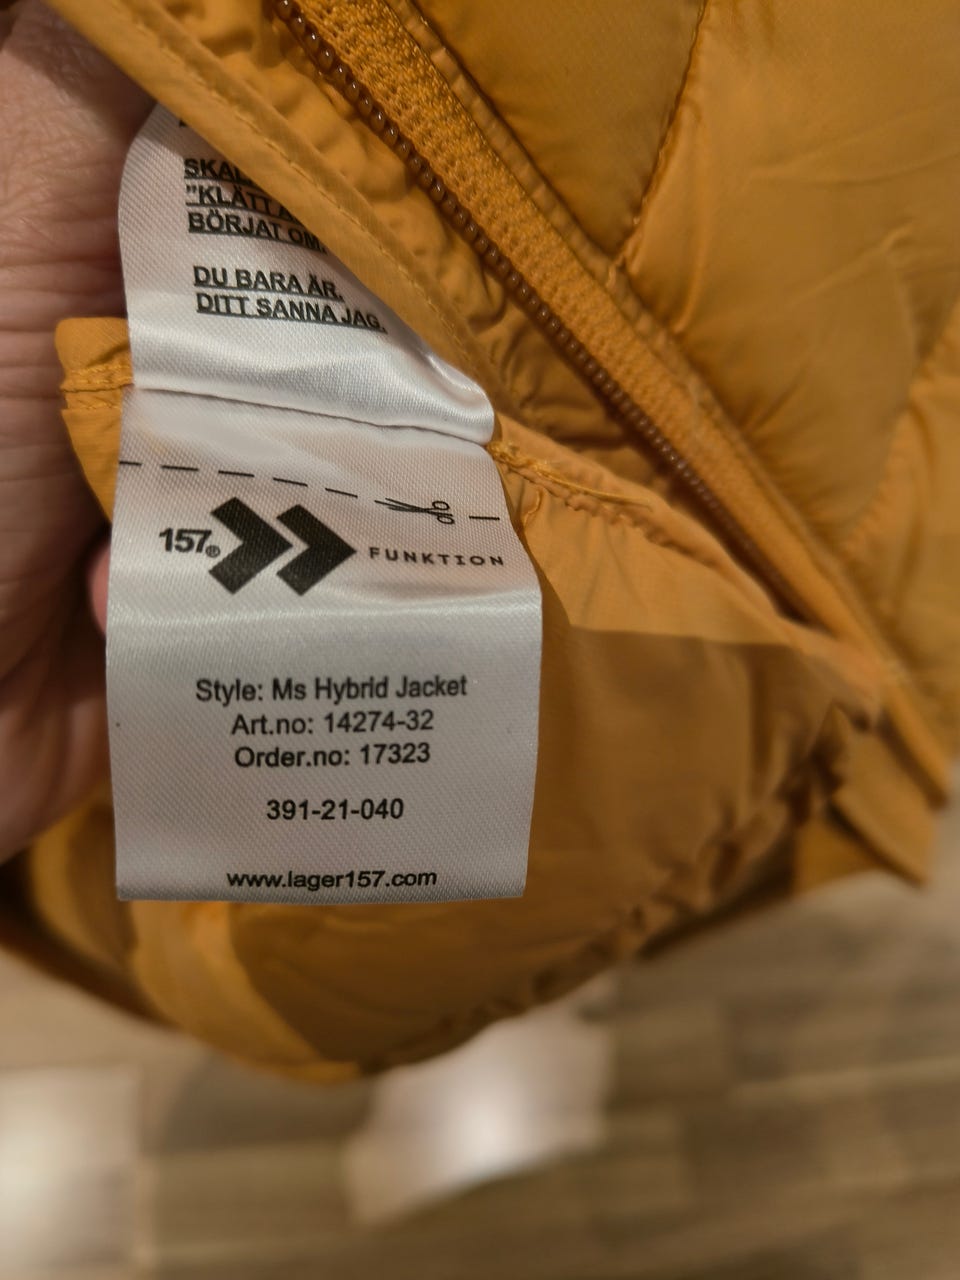 "KLÄTT
BÖRJAT OM.
DU BARA ÄR.
DITT SANNA JAG.
157® FUNKTION
Style: Ms Hybrid Jacket
Art.no: 14274-32
Order.no: 17323
391-21-040
www.lager157.com